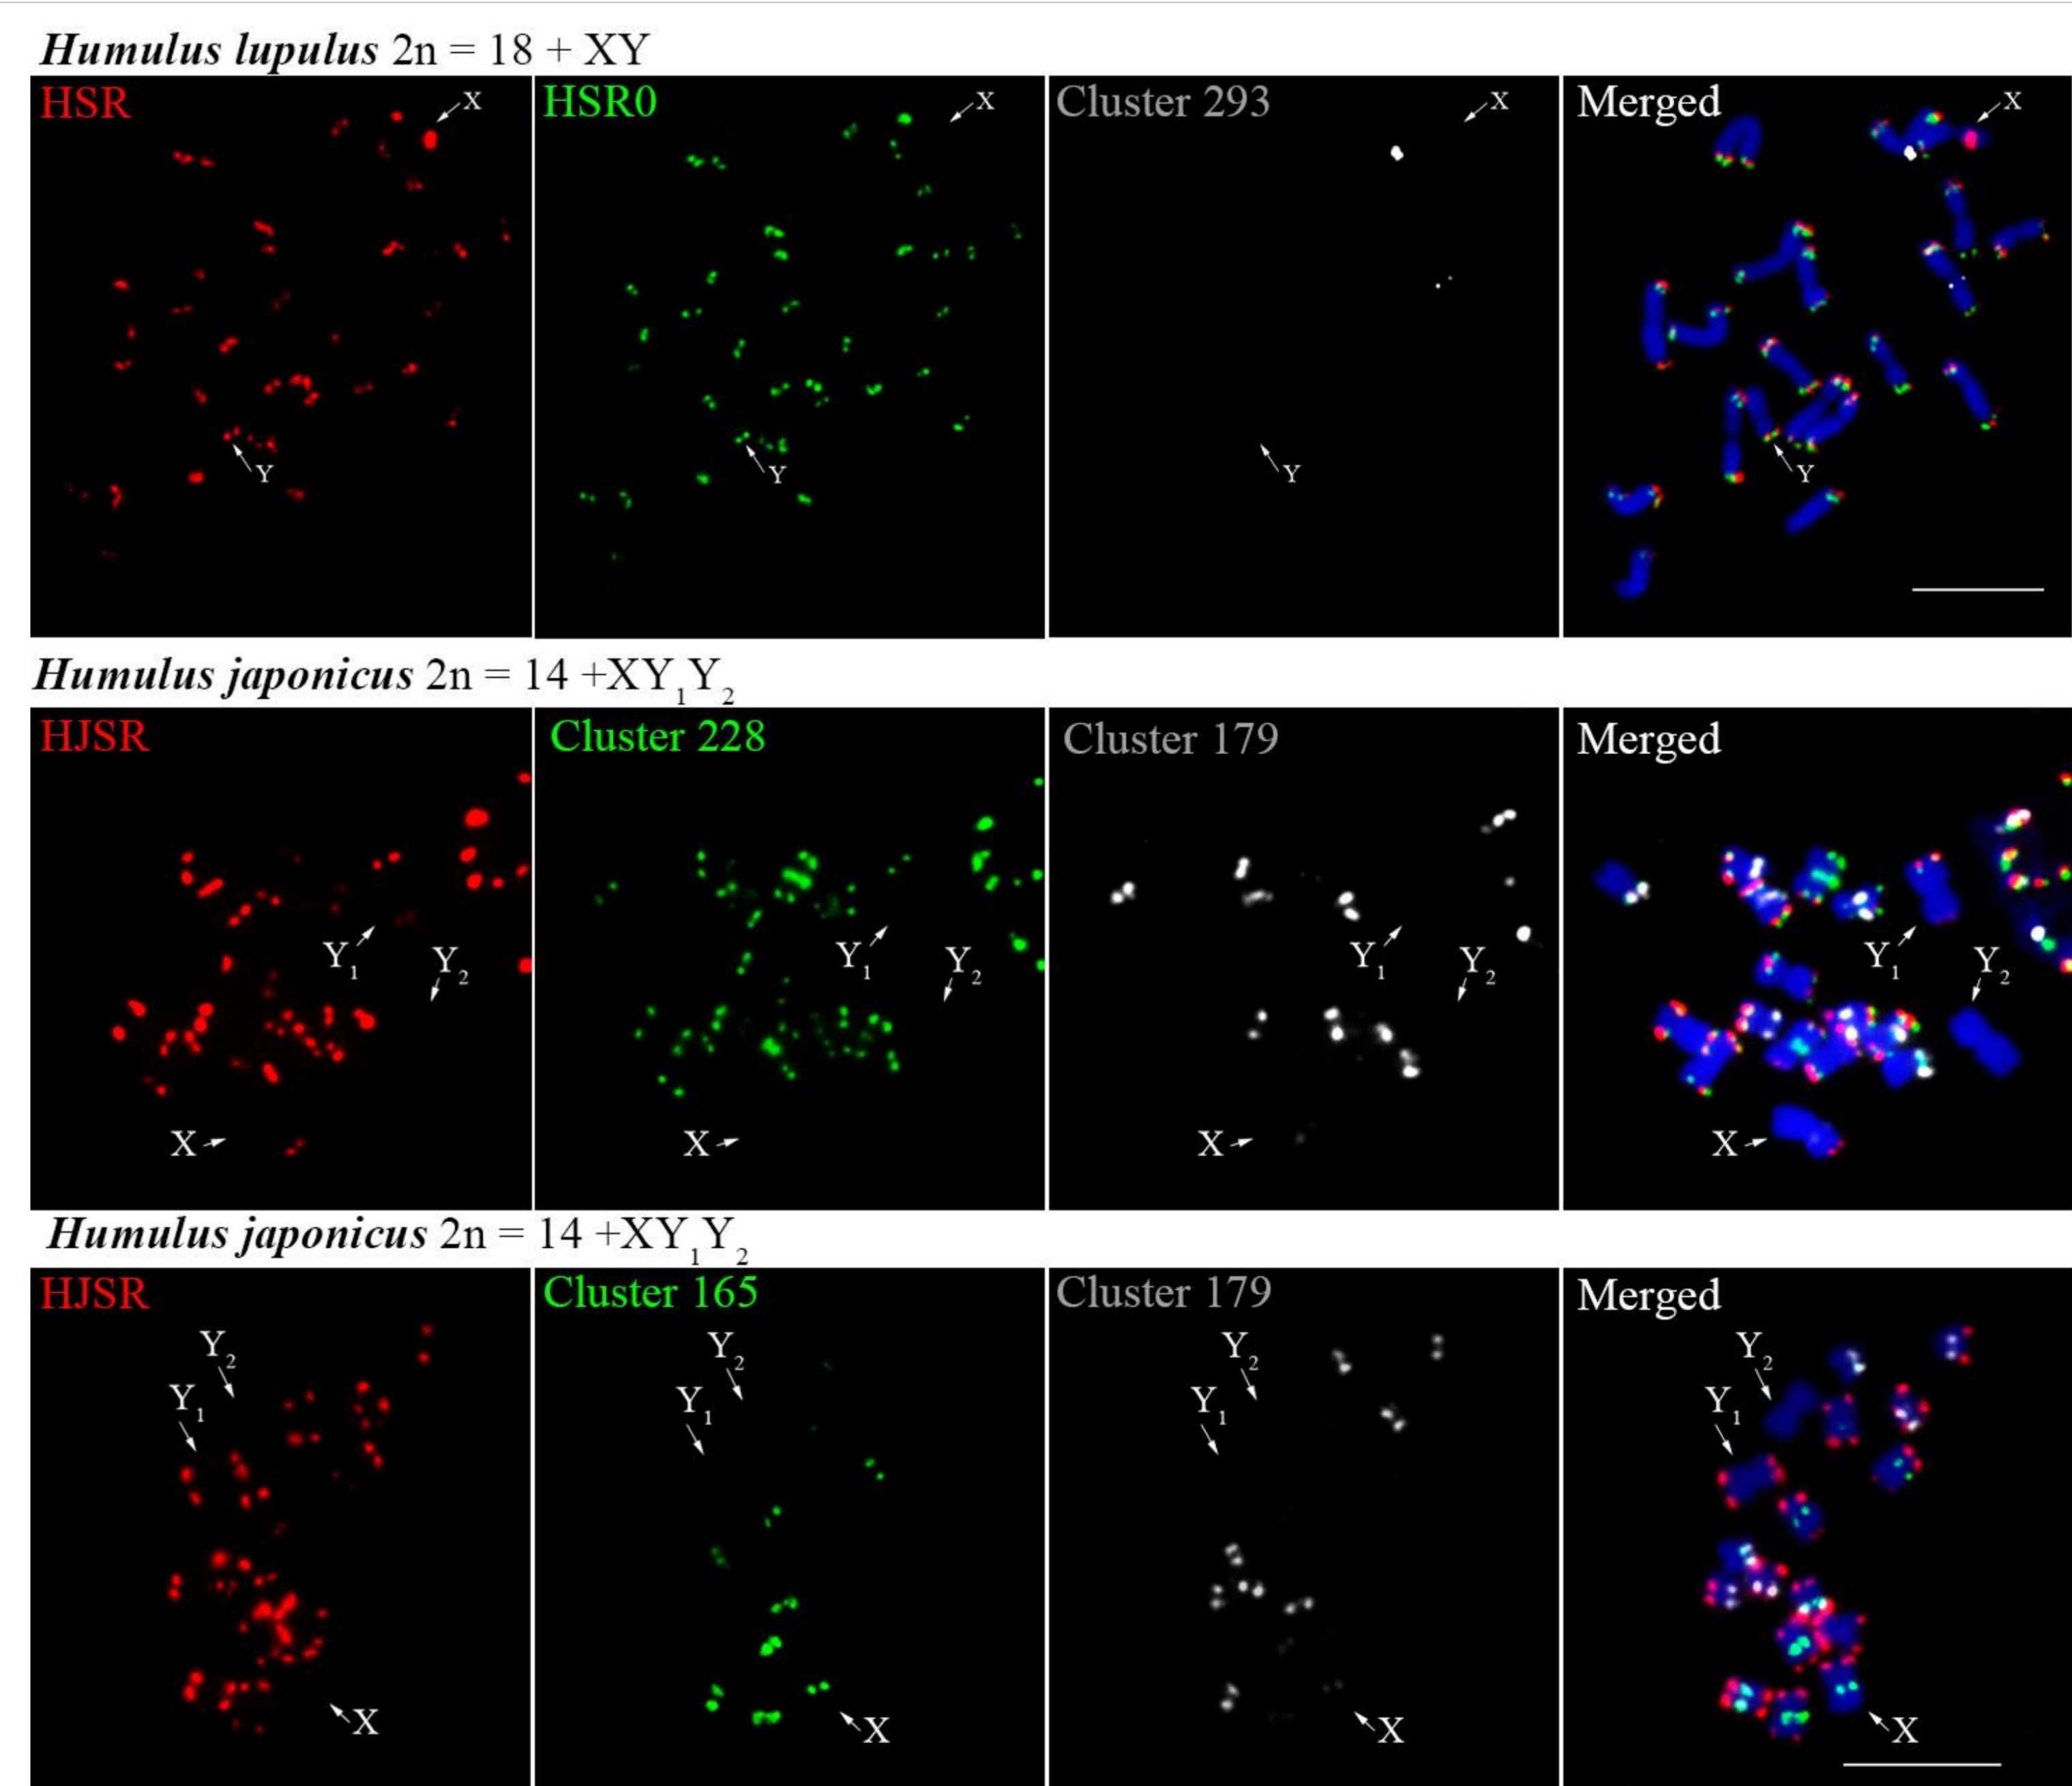 Humulus lupulus 2n = 18 + XY
HSR
X
Y
HSR0
X
Y
Cluster 293
X
Y
Merged
X
Y
Humulus japonicus 2n = 14 +XY₁Y₂
HJSR
Y₁
Y₂
X
Cluster 228
Y₁
Y₂
X
Cluster 179
Y₁
Y₂
X
Merged
Y₁
Y₂
X
Humulus japonicus 2n = 14 +XY₁Y₂
HJSR
Y₂
Y₁
X
Cluster 165
Y₂
Y₁
X
Cluster 179
Y₂
Y₁
X
Merged
Y₂
Y₁
X